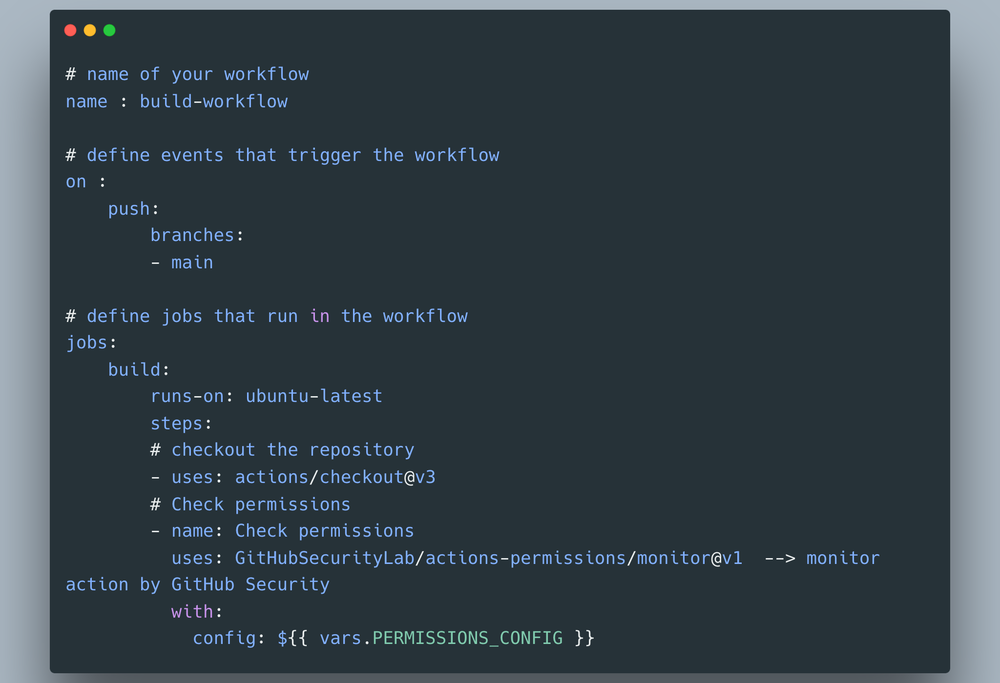 # name of your workflow
name : build-workflow

# define events that trigger the workflow
on :
    push:
        branches:
        - main

# define jobs that run in the workflow
jobs:
    build:
        runs-on: ubuntu-latest
        steps:
        # checkout the repository
        - uses: actions/checkout@v3
        # Check permissions
        - name: Check permissions
          uses: GitHubSecurityLab/actions-permissions/monitor@v1  --> monitor
action by GitHub Security
          with:
            config: ${{ vars.PERMISSIONS_CONFIG }}